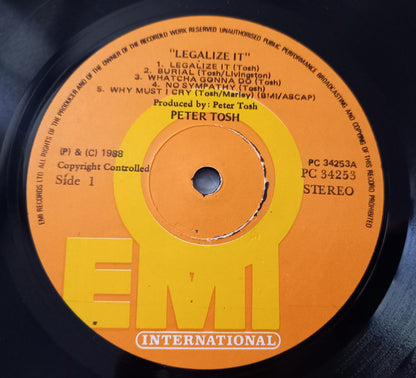 EMI RECORDS LTD. ALL RIGHTS OF THE PRODUCER AND OF THE OWNER OF THE RECORDED WORK RESERVED UNAUTHORISED PUBLIC PERFORMANCE BROADCASTING AND COPYING OF THIS RECORD PROHIBITED
"LEGALIZE IT"
1. LEGALIZE IT (Tosh)
2. BURIAL (Tosh/Livingston)
3. WHATCHA GONNA DO (Tosh)
4. NO SYMPATHY (Tosh)
5. WHY MUST I CRY (Tosh/Marley) (BMI/ASCAP)
Produced by: Peter Tosh
PETER TOSH
(P) & (C) 1988
Copyright Controlled
Side 1
PC 34253A
PC 34253
STEREO
EMI
INTERNATIONAL